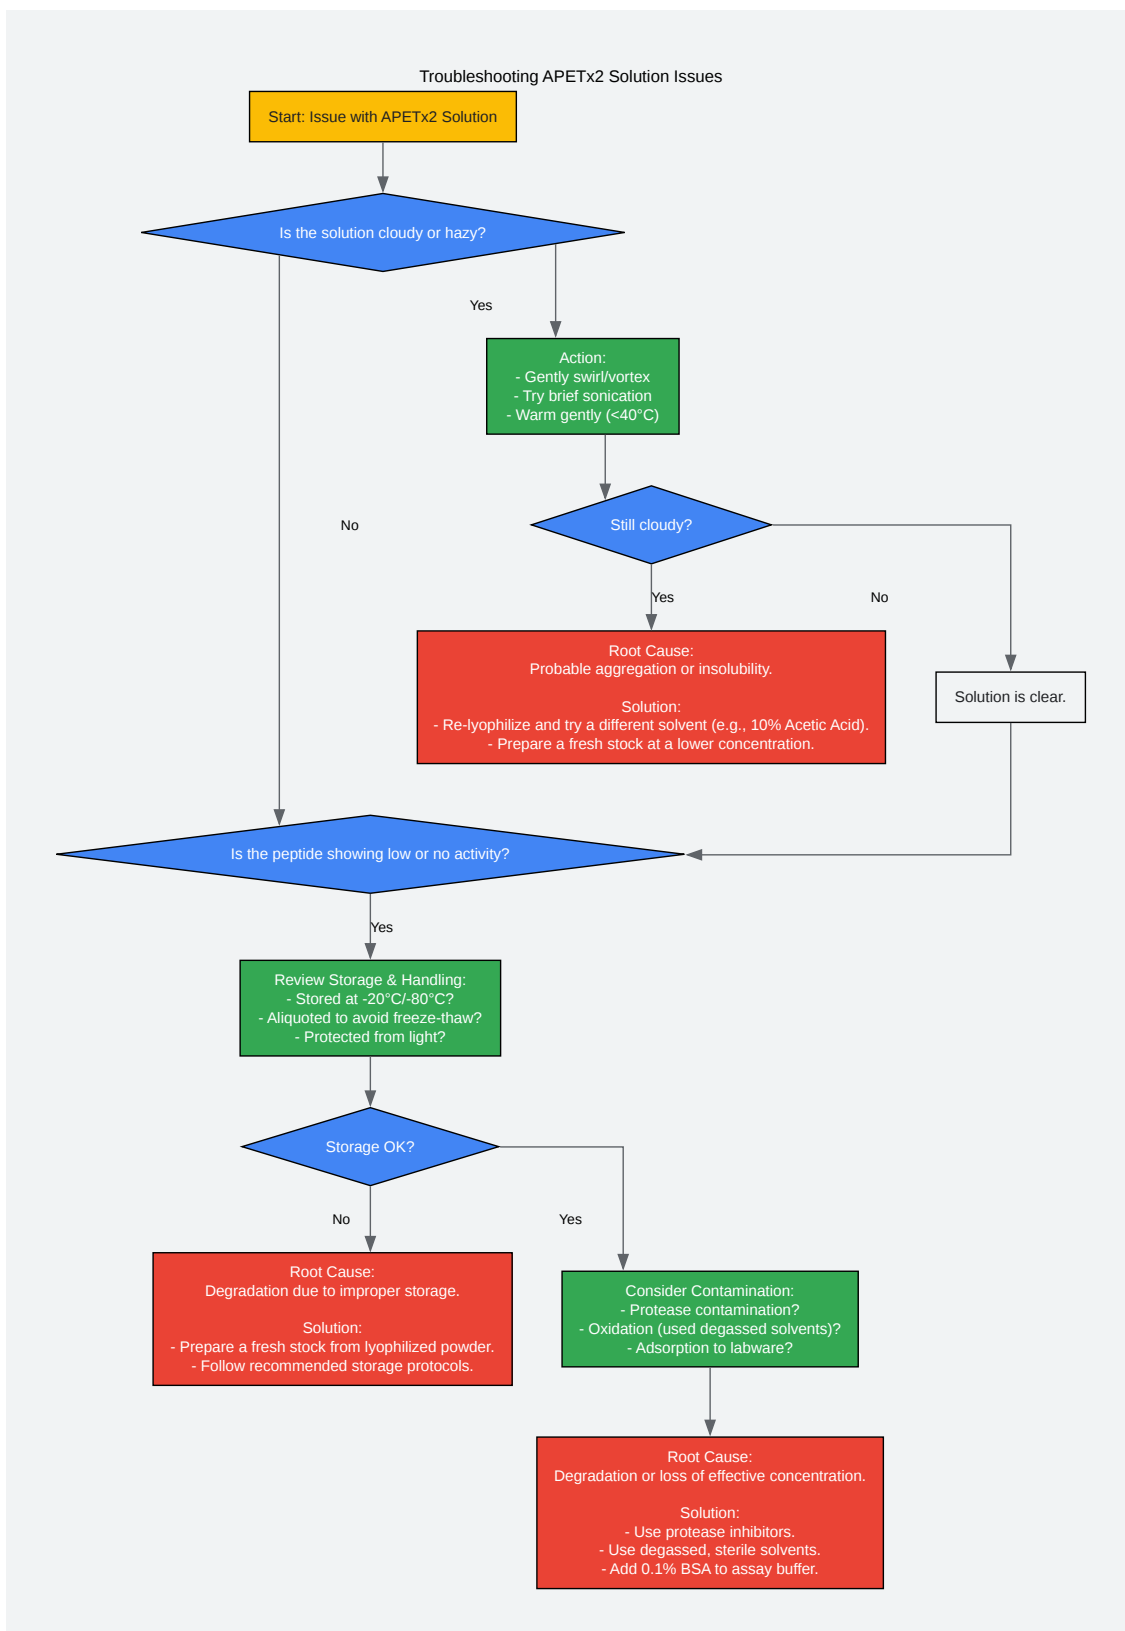 Troubleshooting APETx2 Solution Issues
Start: Issue with APETx2 Solution
Is the solution cloudy or hazy?
Yes
Action:
- Gently swirl/vortex
- Try brief sonication
- Warm gently (<40°C)
No
Still cloudy?
Yes
No
Root Cause:
Probable aggregation or insolubility.
Solution:
- Re-lyophilize and try a different solvent (e.g., 10% Acetic Acid).
- Prepare a fresh stock at a lower concentration.
Solution is clear.
Is the peptide showing low or no activity?
Yes
Review Storage & Handling:
- Stored at -20°C/-80°C?
- Aliquoted to avoid freeze-thaw?
- Protected from light?
Storage OK?
No
Yes
Root Cause:
Degradation due to improper storage.
Solution:
- Prepare a fresh stock from lyophilized powder.
- Follow recommended storage protocols.
Consider Contamination:
- Protease contamination?
- Oxidation (used degassed solvents)?
- Adsorption to labware?
Root Cause:
Degradation or loss of effective concentration.
Solution:
- Use protease inhibitors.
- Use degassed, sterile solvents.
- Add 0.1% BSA to assay buffer.